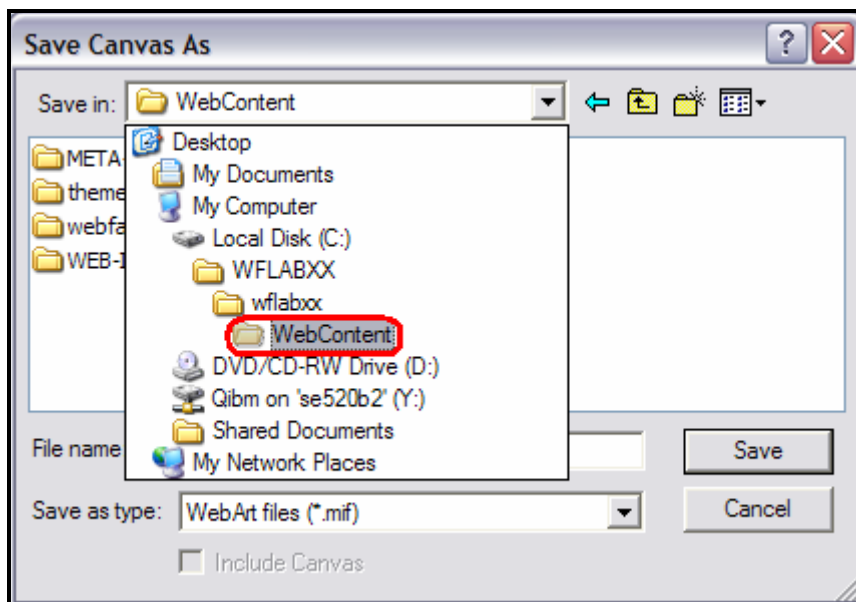 Save Canvas As
Save in: WebContent
Desktop
My Documents
My Computer
Local Disk (C:)
WFLABXX
wflabxx
WebContent
DVD/CD-RW Drive (D:)
Qibm on 'se520b2' (Y:)
Shared Documents
My Network Places
META-
theme
webfa
WEB-I
File name
Save
Save as type: WebArt files (*.mif)
Cancel
Include Canvas